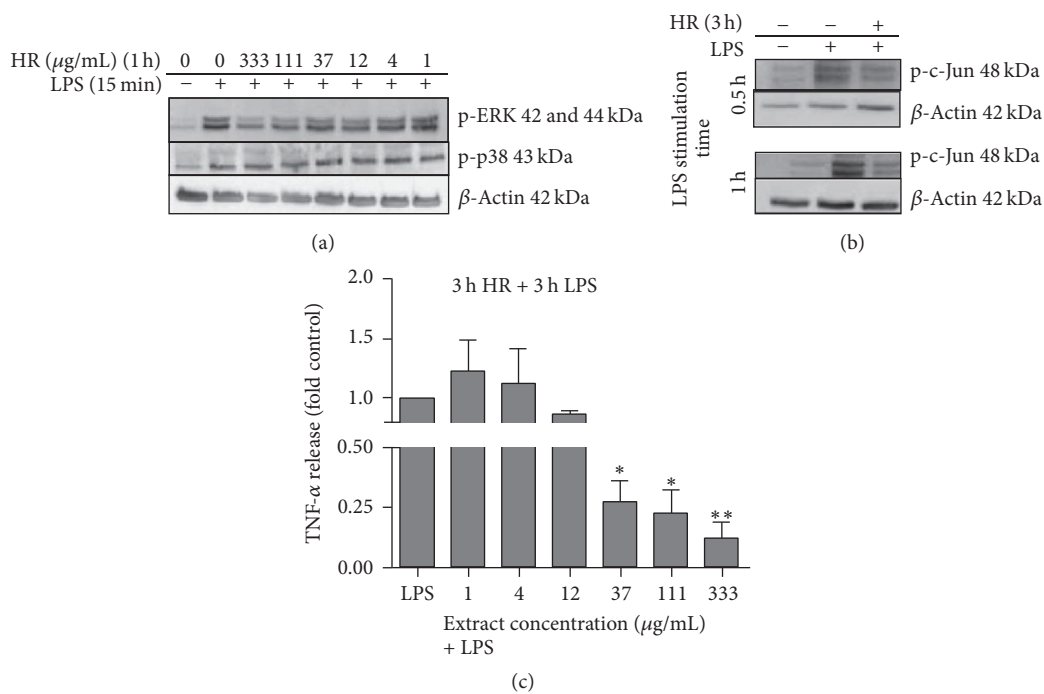 HR (μg/mL) (1 h) 0 0 333 111 37 12 4 1
LPS (15 min) − + + + + + + +
p-ERK 42 and 44 kDa
p-p38 43 kDa
β-Actin 42 kDa
(a)
HR (3 h) − − +
LPS − + +
LPS stimulation
time
0.5 h
p-c-Jun 48 kDa
β-Actin 42 kDa
1 h
p-c-Jun 48 kDa
β-Actin 42 kDa
(b)
3 h HR + 3 h LPS
TNF-α release (fold control)
2.0
1.5
1.0
0.50
0.25
0.00
* * **
LPS 1 4 12 37 111 333
Extract concentration (μg/mL)
+ LPS
(c)